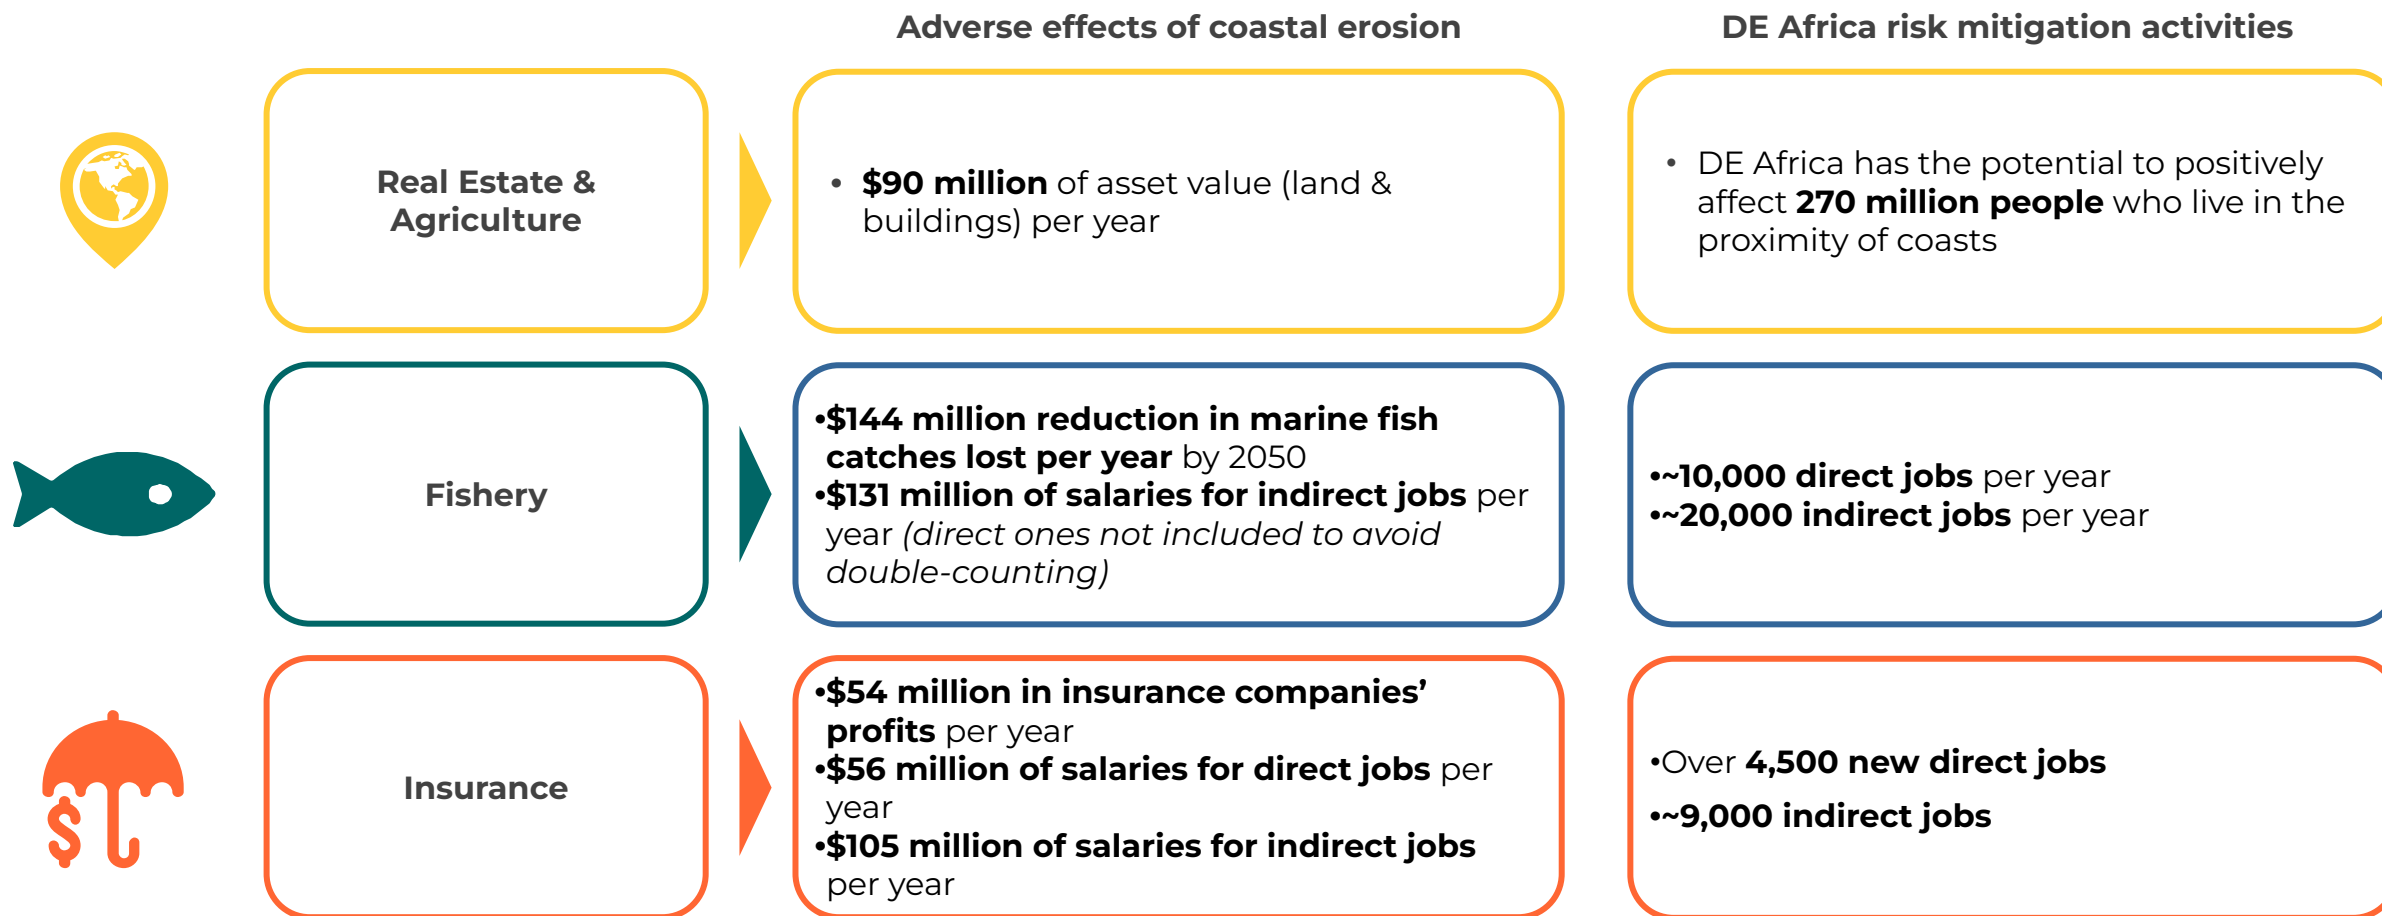 Adverse effects of coastal erosion
DE Africa risk mitigation activities
Real Estate &
Agriculture
• $90 million of asset value (land &
buildings) per year
• DE Africa has the potential to positively
affect 270 million people who live in the
proximity of coasts
Fishery
•$144 million reduction in marine fish
catches lost per year by 2050
•$131 million of salaries for indirect jobs per
year (direct ones not included to avoid
double-counting)
•~10,000 direct jobs per year
•~20,000 indirect jobs per year
Insurance
•$54 million in insurance companies’
profits per year
•$56 million of salaries for direct jobs per
year
•$105 million of salaries for indirect jobs
per year
•Over 4,500 new direct jobs
•~9,000 indirect jobs
$